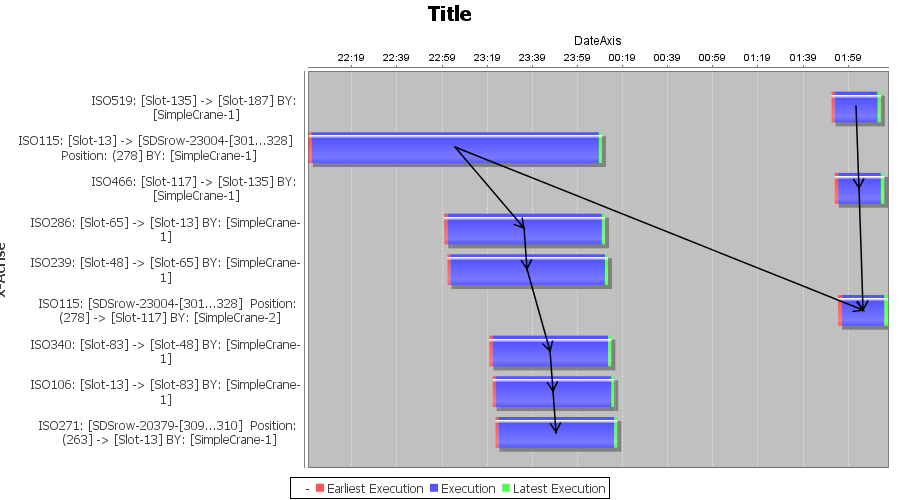 Title
DateAxis
22:19 22:39 22:59 23:19 23:39 23:59 00:19 00:39 00:59 01:19 01:39 01:59
ISO519: [Slot-135] -> [Slot-187] BY:
[SimpleCrane-1]
ISO115: [Slot-13] -> [SDSrow-23004-[301...328]
Position: (278] BY: [SimpleCrane-1]
ISO466: [Slot-117] -> [Slot-135] BY:
[SimpleCrane-1]
ISO286: [Slot-65] -> [Slot-13] BY: [SimpleCrane-
1]
ISO239: [Slot-48] -> [Slot-65] BY: [SimpleCrane-
1]
ISO115: [SDSrow-23004-[301...328] Position:
(278] -> [Slot-117] BY: [SimpleCrane-2]
ISO340: [Slot-83] -> [Slot-48] BY: [SimpleCrane-
1]
ISO106: [Slot-13] -> [Slot-83] BY: [SimpleCrane-
1]
ISO271: [SDSrow-20379-[309...310] Position:
(263] -> [Slot-13] BY: [SimpleCrane-1]
- Earliest Execution Execution Latest Execution